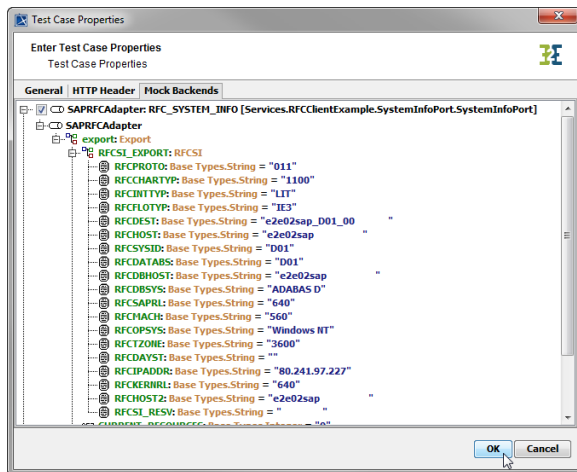 Test Case Properties
Enter Test Case Properties
Test Case Properties
General HTTP Header Mock Backends
SAPRFCAdapter: RFC_SYSTEM_INFO [Services.RFCClientExample.SystemInfoPort.SystemInfoPort]
SAPRFCAdapter
export: Export
RFCSI_EXPORT: RFCSI
RFCPROTO: Base Types.String = "011"
RFCCHARTYP: Base Types.String = "1100"
RFCINTTYP: Base Types.String = "LIT"
RFCFLOTYP: Base Types.String = "IE3"
RFCDEST: Base Types.String = "e2e02sap_D01_00 "
RFCHOST: Base Types.String = "e2e02sap "
RFCSYSID: Base Types.String = "D01"
RFCDATABS: Base Types.String = "D01"
RFCDBHOST: Base Types.String = "e2e02sap "
RFCDBSYS: Base Types.String = "ADABAS D"
RFCSAPRL: Base Types.String = "640"
RFCMACH: Base Types.String = "560"
RFCOPSYS: Base Types.String = "Windows NT"
RFCTZONE: Base Types.String = "3600"
RFCDAYST: Base Types.String = ""
RFCIPADDR: Base Types.String = "80.241.97.227"
RFCKERNRL: Base Types.String = "640"
RFCHOST2: Base Types.String = "e2e02sap "
RFCSI_RESV: Base Types.String = " "
CURRENT_RESOURCES: Base Types.Integer = "9"
OK Cancel